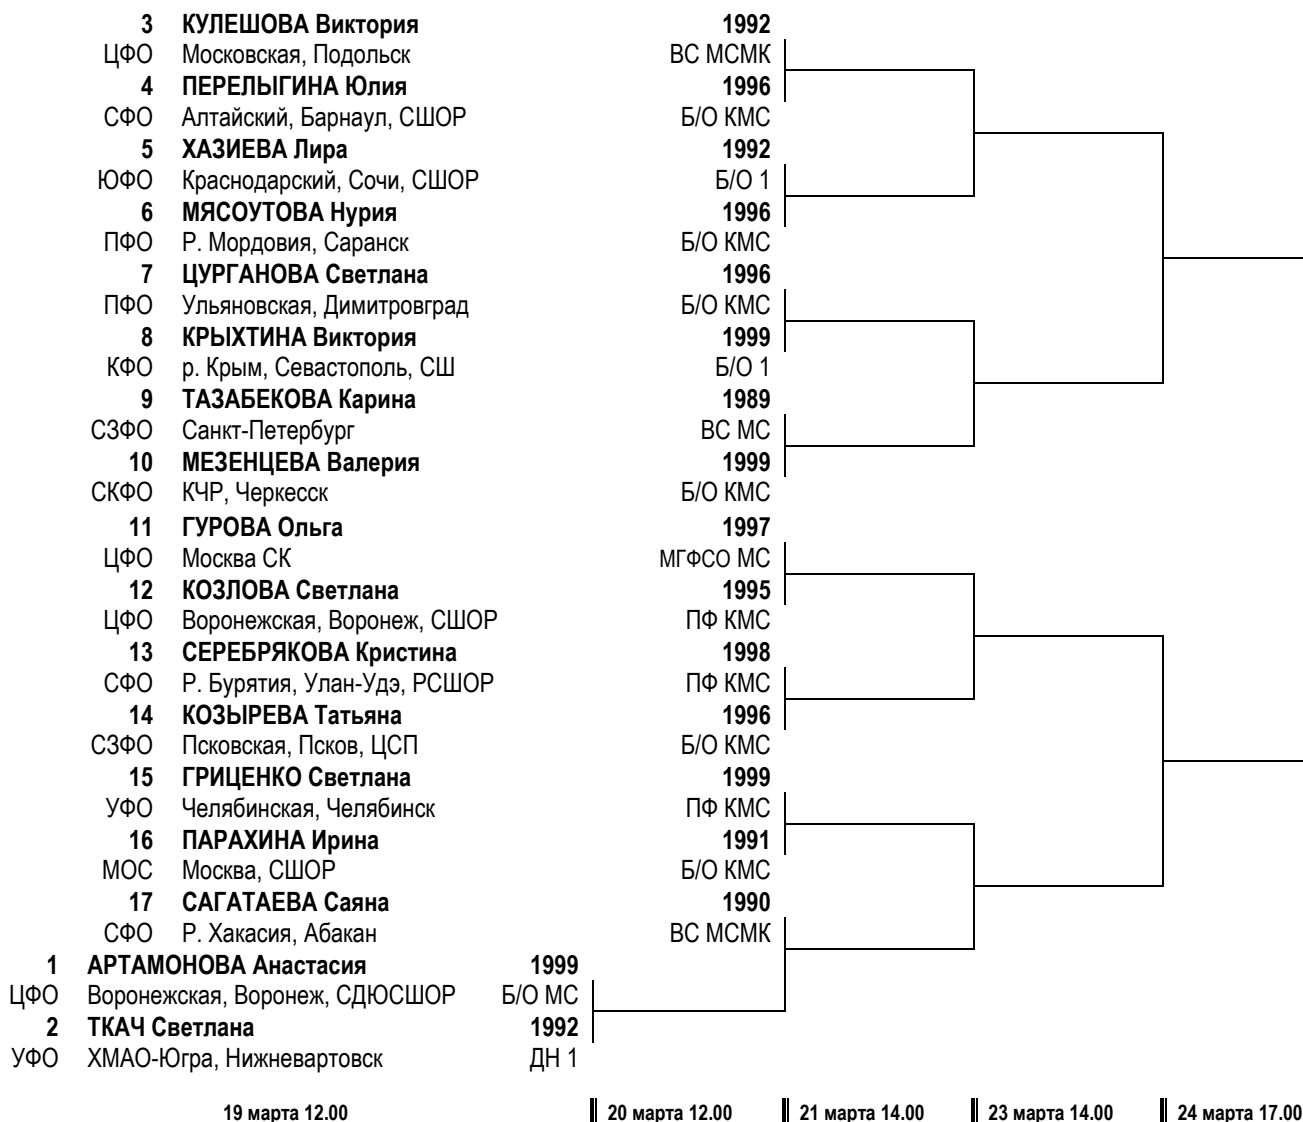 3 КУЛЕШОВА Виктория 1992
ЦФО Московская, Подольск ВС МСМК
4 ПЕРЕЛЫГИНА Юлия 1996
СФО Алтайский, Барнаул, СШОР Б/О КМС
5 ХАЗИЕВА Лира 1992
ЮФО Краснодарский, Сочи, СШОР Б/О 1
6 МЯСОУТОВА Нурия 1996
ПФО Р. Мордовия, Саранск Б/О КМС
7 ЦУРГАНОВА Светлана 1996
ПФО Ульяновская, Димитровград Б/О КМС
8 КРЫХТИНА Виктория 1999
КФО р. Крым, Севастополь, СШ Б/О 1
9 ТАЗАБЕКОВА Карина 1989
СЗФО Санкт-Петербург ВС МС
10 МЕЗЕНЦЕВА Валерия 1999
СКФО КЧР, Черкесск Б/О КМС
11 ГУРОВА Ольга 1997
ЦФО Москва СК МГФСО МС
12 КОЗЛОВА Светлана 1995
ЦФО Воронежская, Воронеж, СШОР ПФ КМС
13 СЕРЕБРЯКОВА Кристина 1998
СФО Р. Бурятия, Улан-Удэ, РСШОР ПФ КМС
14 КОЗЫРЕВА Татьяна 1996
СЗФО Псковская, Псков, ЦСП Б/О КМС
15 ГРИЦЕНКО Светлана 1999
УФО Челябинская, Челябинск ПФ КМС
16 ПАРАХИНА Ирина 1991
МОС Москва, СШОР Б/О КМС
17 САГАТАЕВА Саяна 1990
СФО Р. Хакасия, Абакан ВС МСМК
1 АРТАМОНОВА Анастасия 1999
ЦФО Воронежская, Воронеж, СДЮСШОР Б/О МС
2 ТКАЧ Светлана 1992
УФО ХМАО-Югра, Нижневартовск ДН 1
19 марта 12.00 20 марта 12.00 21 марта 14.00 23 марта 14.00 24 марта 17.00